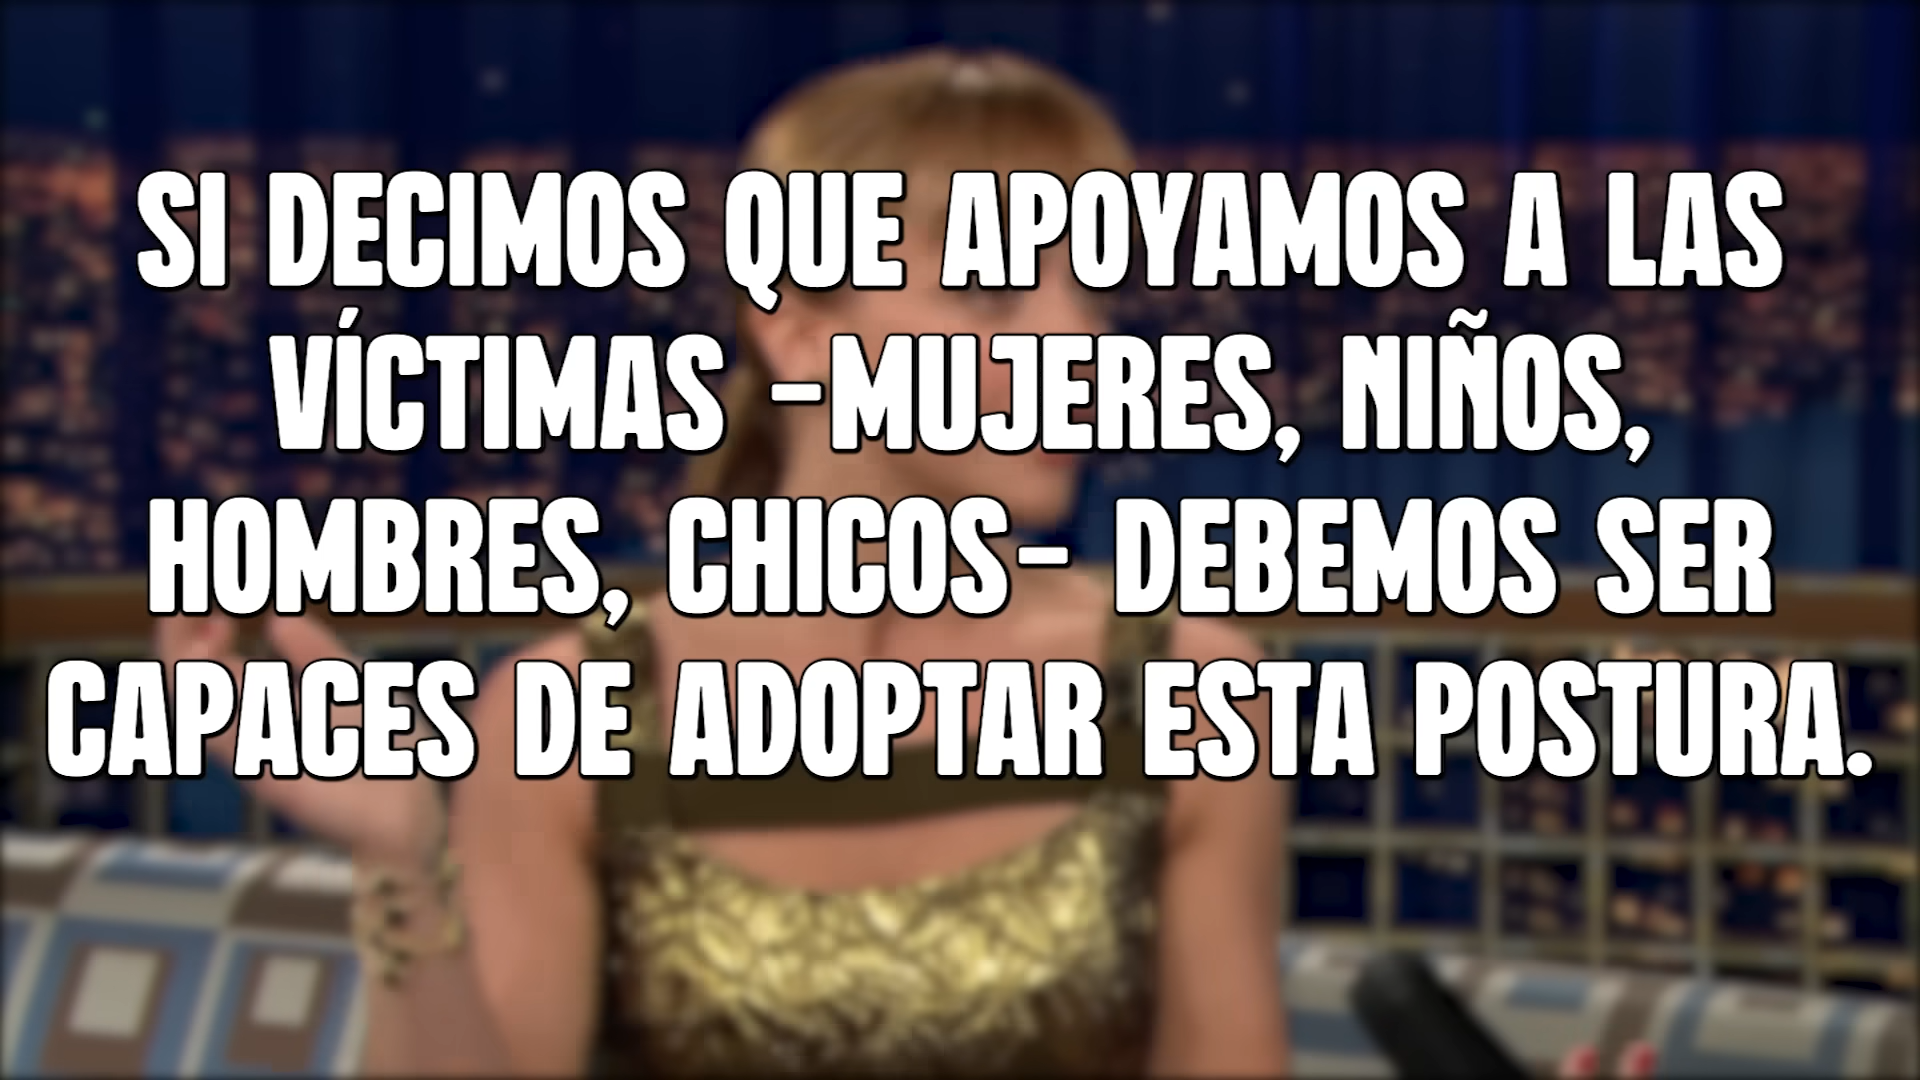 SI DECIMOS QUE APOYAMOS A LAS
VÍCTIMAS -MUJERES, NIÑOS,
HOMBRES, CHICOS- DEBEMOS SER
CAPACES DE ADOPTAR ESTA POSTURA.